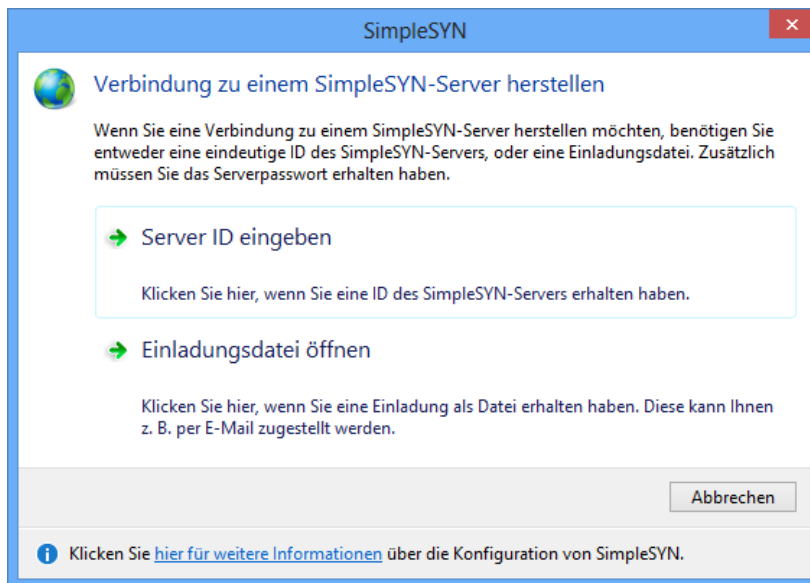 SimpleSYN
Verbindung zu einem SimpleSYN-Server herstellen
Wenn Sie eine Verbindung zu einem SimpleSYN-Server herstellen möchten, benötigen Sie
entweder eine eindeutige ID des SimpleSYN-Servers, oder eine Einladungsdatei. Zusätzlich
müssen Sie das Serverpasswort erhalten haben.
Server ID eingeben
Klicken Sie hier, wenn Sie eine ID des SimpleSYN-Servers erhalten haben.
Einladungsdatei öffnen
Klicken Sie hier, wenn Sie eine Einladung als Datei erhalten haben. Diese kann Ihnen
z. B. per E-Mail zugestellt werden.
Abbrechen
Klicken Sie hier für weitere Informationen über die Konfiguration von SimpleSYN.